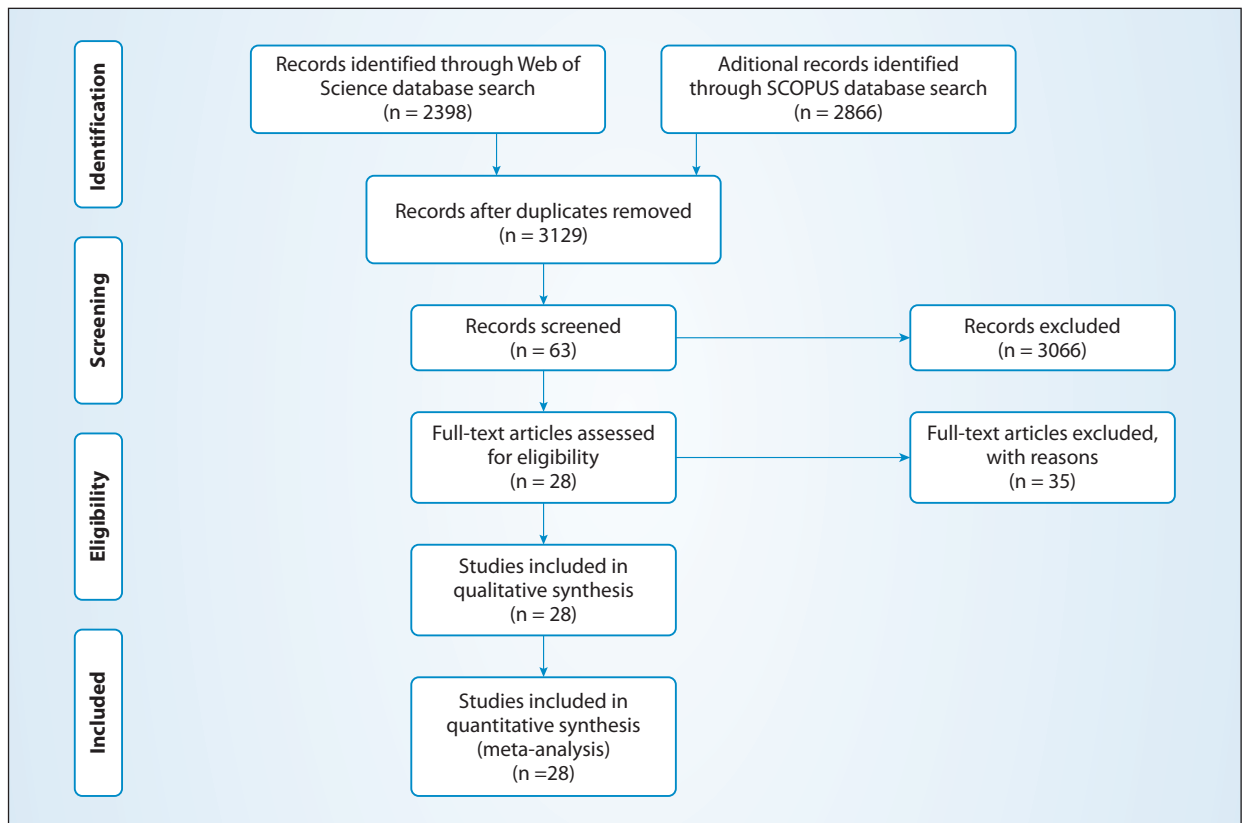 Identification
Records identified through Web of
Science database search
(n = 2398)
Aditional records identified
through SCOPUS database search
(n = 2866)
Records after duplicates removed
(n = 3129)
Screening
Records screened
(n = 63)
Records excluded
(n = 3066)
Eligibility
Full-text articles assessed
for eligibility
(n = 28)
Full-text articles excluded,
with reasons
(n = 35)
Studies included in
qualitative synthesis
(n = 28)
Included
Studies included in
quantitative synthesis
(meta-analysis)
(n =28)